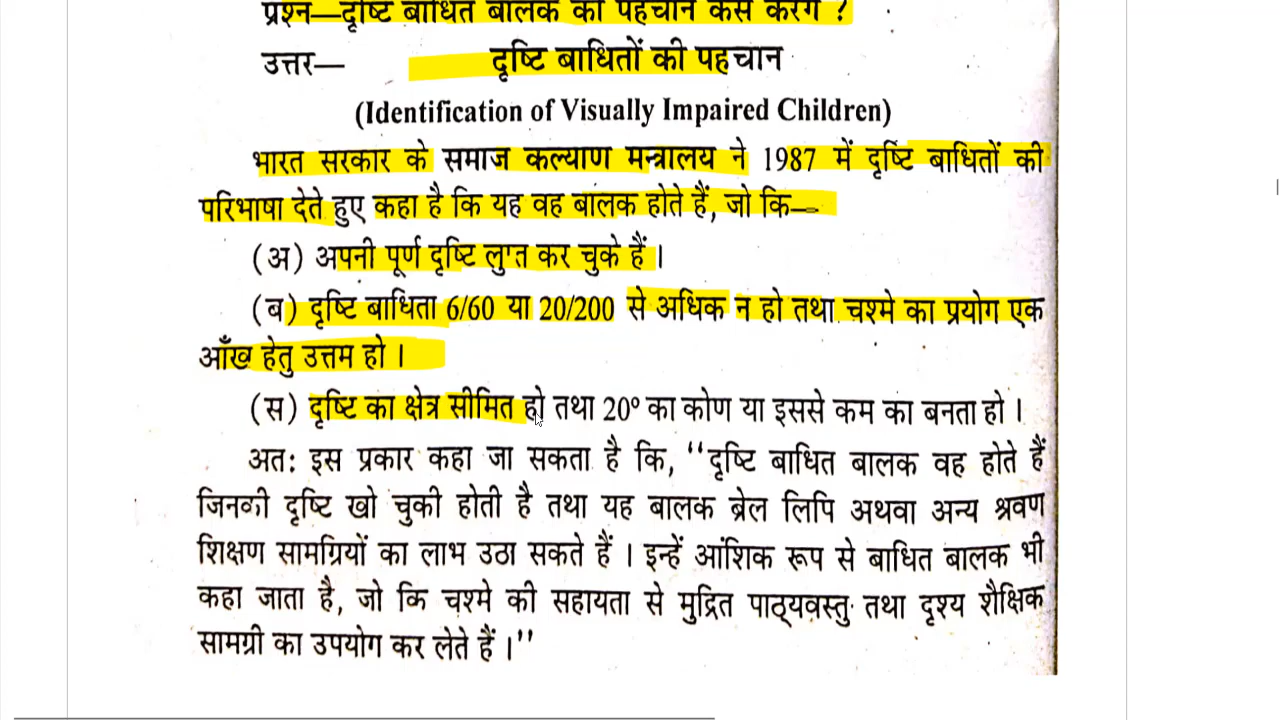 प्रश्न—दृष्टि बाधित बालक की पहचान कैसे करेंगे ?
उत्तर— दृष्टि बाधितों की पहचान
(Identification of Visually Impaired Children)
भारत सरकार के समाज कल्याण मन्त्रालय ने 1987 में दृष्टि बाधितों की
परिभाषा देते हुए कहा है कि यह वह बालक होते हैं, जो कि—
(अ) अपनी पूर्ण दृष्टि लुप्त कर चुके हैं ।
(ब) दृष्टि बाधिता 6/60 या 20/200 से अधिक न हो तथा चश्मे का प्रयोग एक
आँख हेतु उत्तम हो ।
(स) दृष्टि का क्षेत्र सीमित हो तथा 20° का कोण या इससे कम का बनता हो ।
अत: इस प्रकार कहा जा सकता है कि, "दृष्टि बाधित बालक वह होते हैं
जिनकी दृष्टि खो चुकी होती है तथा यह बालक ब्रेल लिपि अथवा अन्य श्रवण
शिक्षण सामग्रियों का लाभ उठा सकते हैं । इन्हें आंशिक रूप से बाधित बालक भी
कहा जाता है, जो कि चश्मे की सहायता से मुद्रित पाठ्यवस्तु तथा दृश्य शैक्षिक
सामग्री का उपयोग कर लेते हैं ।"